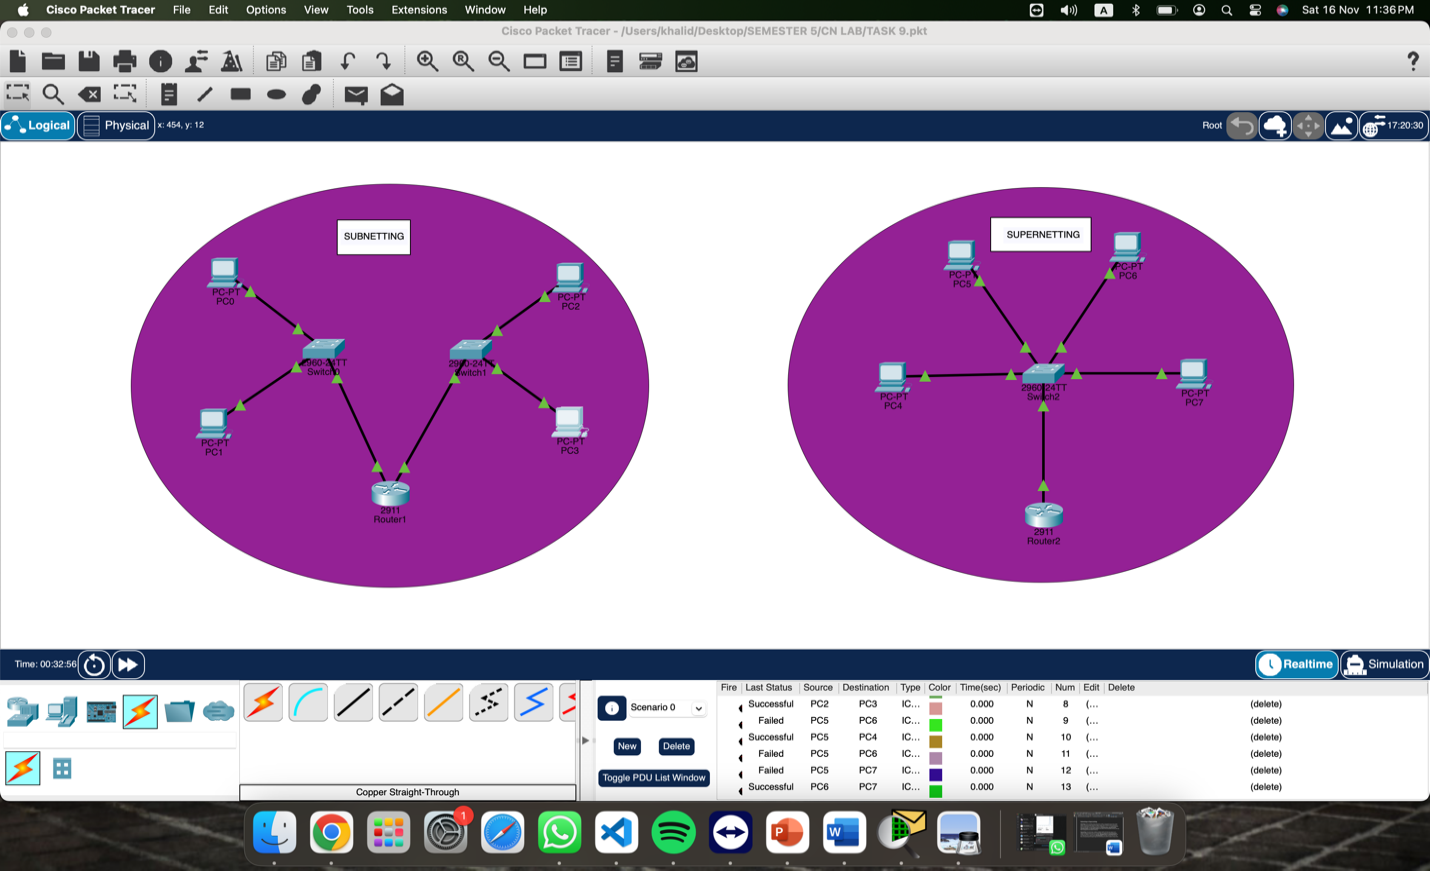 Cisco Packet Tracer File Edit Options View Tools Extensions Window Help A Sat 16 Nov 11:36 PM
Cisco Packet Tracer - /Users/khalid/Desktop/SEMESTER 5/CN LAB/TASK 9.pkt
?
Logical Physical x: 454, y: 12 Root 17:20:30
SUBNETTING
PC-PT
PC0
PC-PT
PC2
2960-24TT
Switch0
2960-24TT
Switch1
PC-PT
PC1
PC-PT
PC3
2911
Router1
SUPERNETTING
PC-PT
PC5
PC-PT
PC6
PC-PT
PC4
2960-24TT
Switch2
PC-PT
PC7
2911
Router2
Time: 00:32:56 Realtime Simulation
Scenario 0
New Delete
Toggle PDU List Window
Copper Straight-Through
Fire Last Status Source Destination Type Color Time(sec) Periodic Num Edit Delete
Successful PC2 PC3 IC... 0.000 N 8 (... (delete)
Failed PC5 PC6 IC... 0.000 N 9 (... (delete)
Successful PC5 PC4 IC... 0.000 N 10 (... (delete)
Failed PC5 PC6 IC... 0.000 N 11 (... (delete)
Failed PC5 PC7 IC... 0.000 N 12 (... (delete)
Successful PC6 PC7 IC... 0.000 N 13 (... (delete)
1
P
W